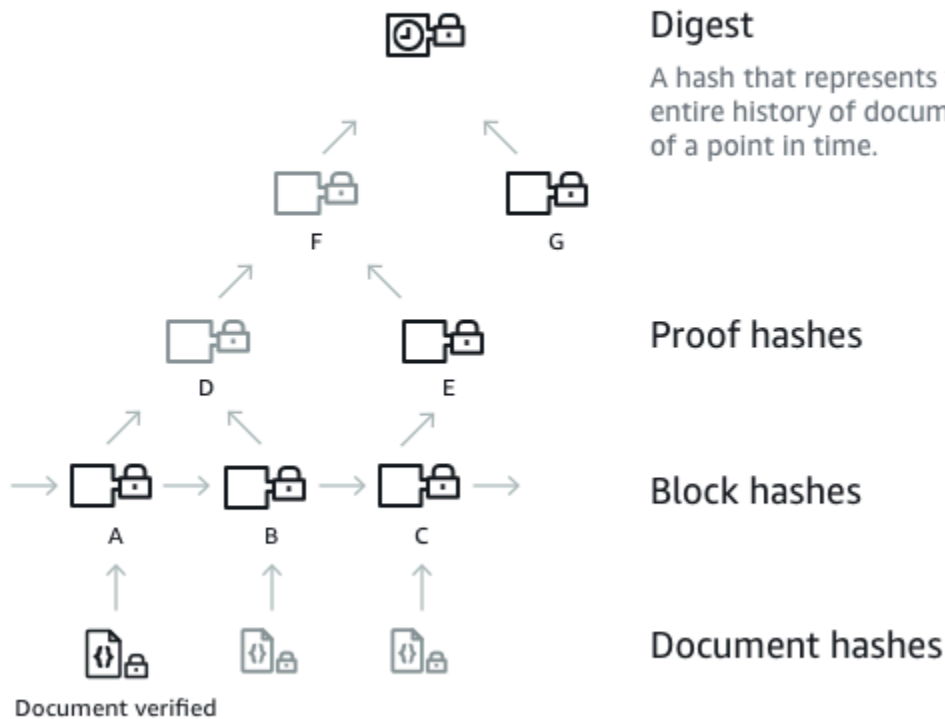 Digest
A hash that represents
entire history of docum
of a point in time.
F
G
Proof hashes
D
E
Block hashes
A
B
C
Document hashes
{}
{}
{}
Document verified